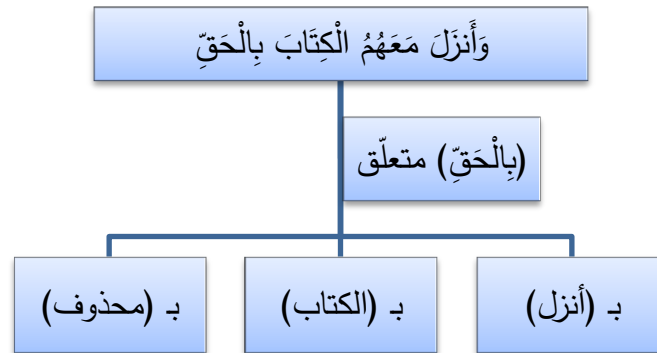 وَأَنزَلَ مَعَهُمُ الْكِتَابَ بِالْحَقِّ
(بِالْحَقِّ) متعلّق
بـ (أنزل)
بـ (الكتاب)
بـ (محذوف)